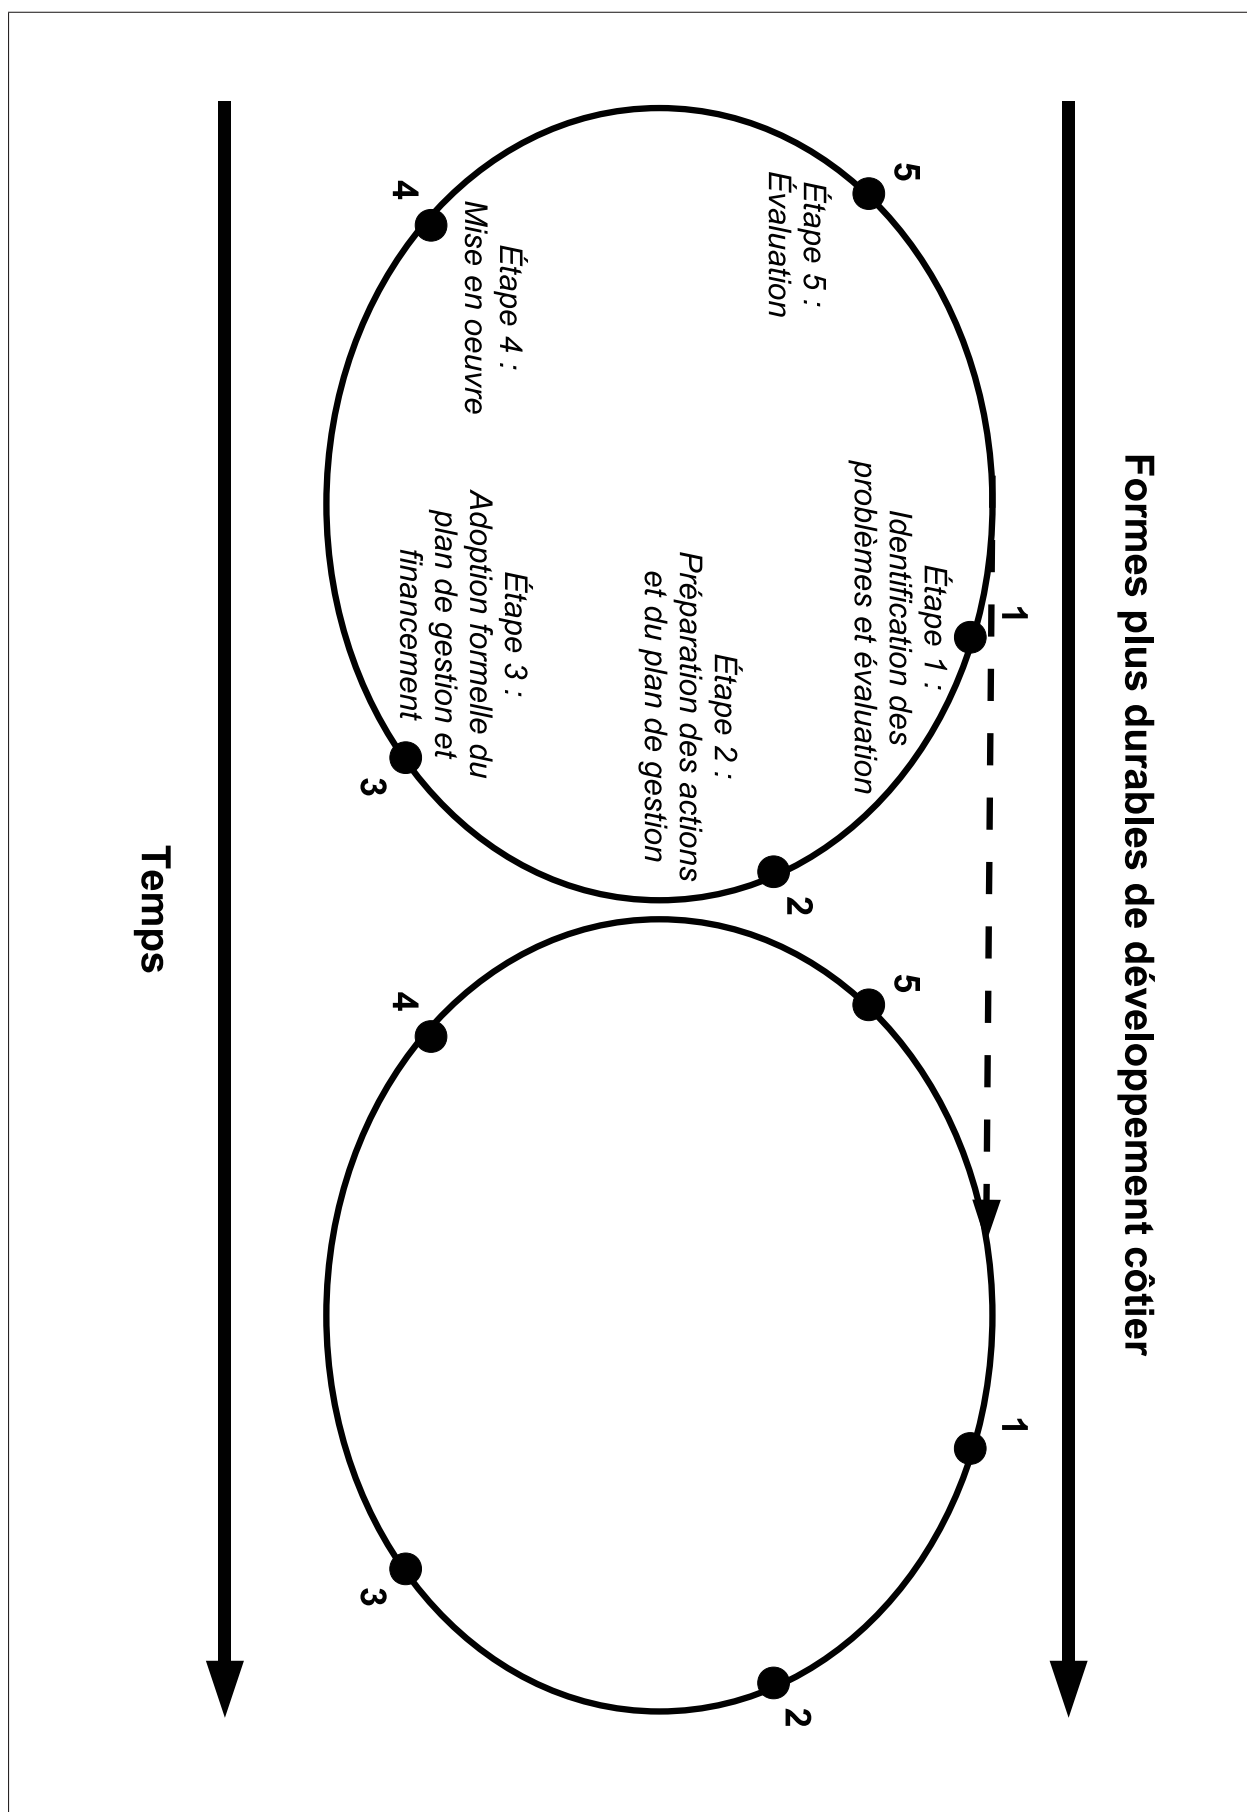 Formes plus durables de développement côtier
1
5
Étape 1 :
Identification des
problèmes et évaluation
Étape 5 :
Évaluation
2
Étape 2 :
Préparation des actions
et du plan de gestion
Étape 4 :
Mise en oeuvre
4
Étape 3 :
Adoption formelle du
plan de gestion et
financement
3
1
5
2
4
3
Temps